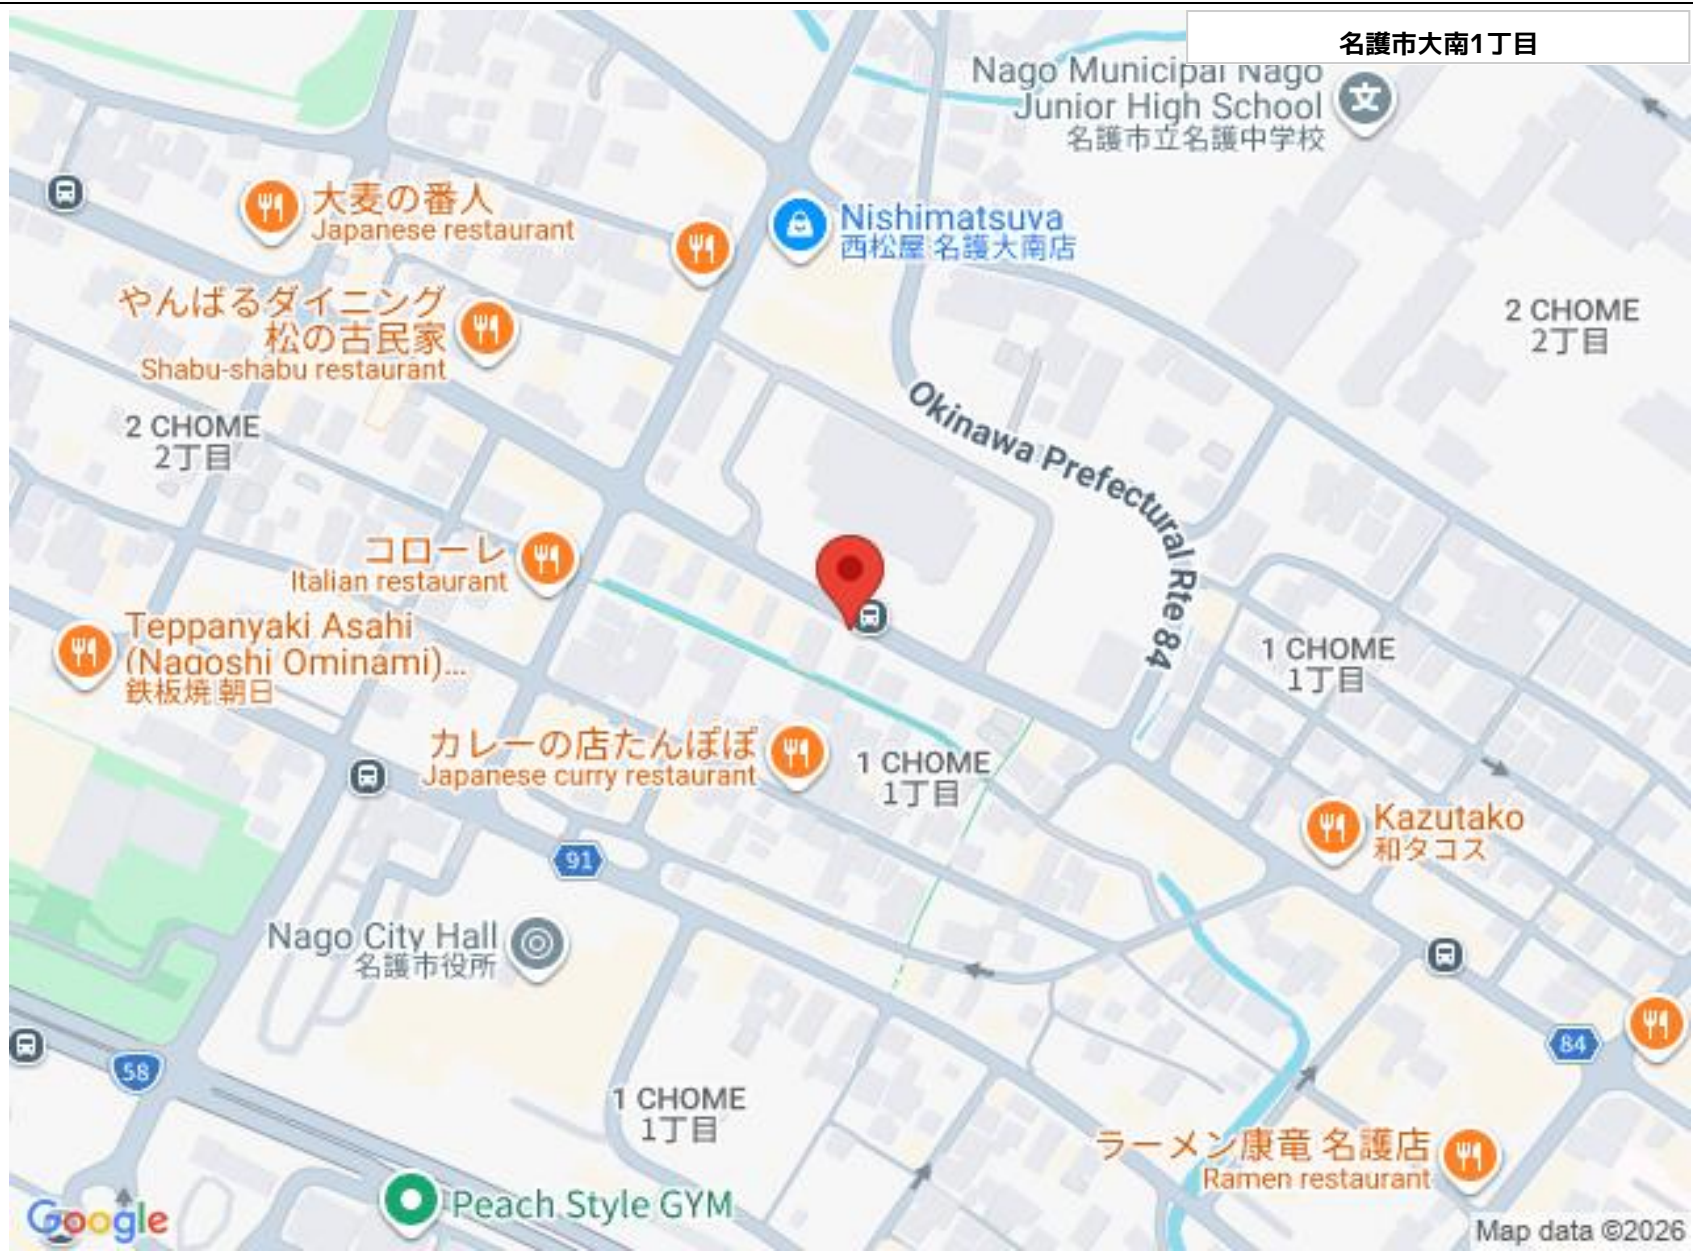 名護市大南1丁目
Nago Municipal Nago
Junior High School
名護市立名護中学校
大麦の番人
Japanese restaurant
Nishimatsuya
西松屋 名護大南店
やんばるダイニング
松の古民家
Shabu-shabu restaurant
2 CHOME
2丁目
2 CHOME
2丁目
Okinawa Prefectural Rte 84
コローレ
Italian restaurant
Teppanyaki Asahi
(Nagoshi Ominami)...
鉄板焼 朝日
1 CHOME
1丁目
カレーの店たんぽぽ
Japanese curry restaurant
1 CHOME
1丁目
Kazutako
和タコス
91
Nago City Hall
名護市役所
84
58
1 CHOME
1丁目
ラーメン康竜 名護店
Ramen restaurant
Peach Style GYM
Google
Map data ©2026